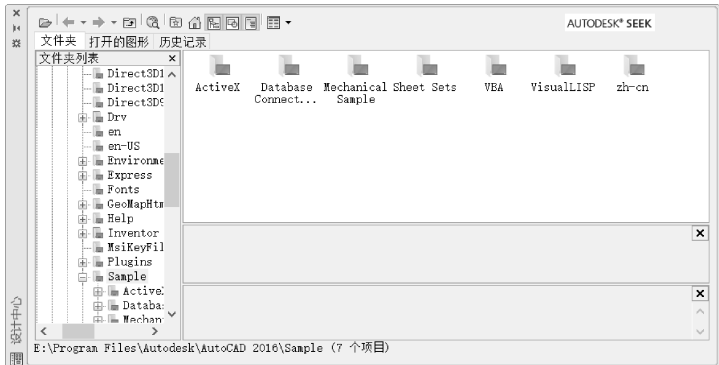 AUTODESK® SEEK
文件夹 打开的图形 历史记录
文件夹列表
Direct3D1
Direct3D1
Direct3D9
Drv
en
en-US
Environme
Express
Fonts
GeoMapHtm
Help
Inventor
MsiKeyFil
Plugins
Sample
Active
Databa
Mechan
ActiveX
Database Connect...
Mechanical Sample
Sheet Sets
VBA
VisualLISP
zh-cn
设计中心
E:\Program Files\Autodesk\AutoCAD 2016\Sample (7 个项目)